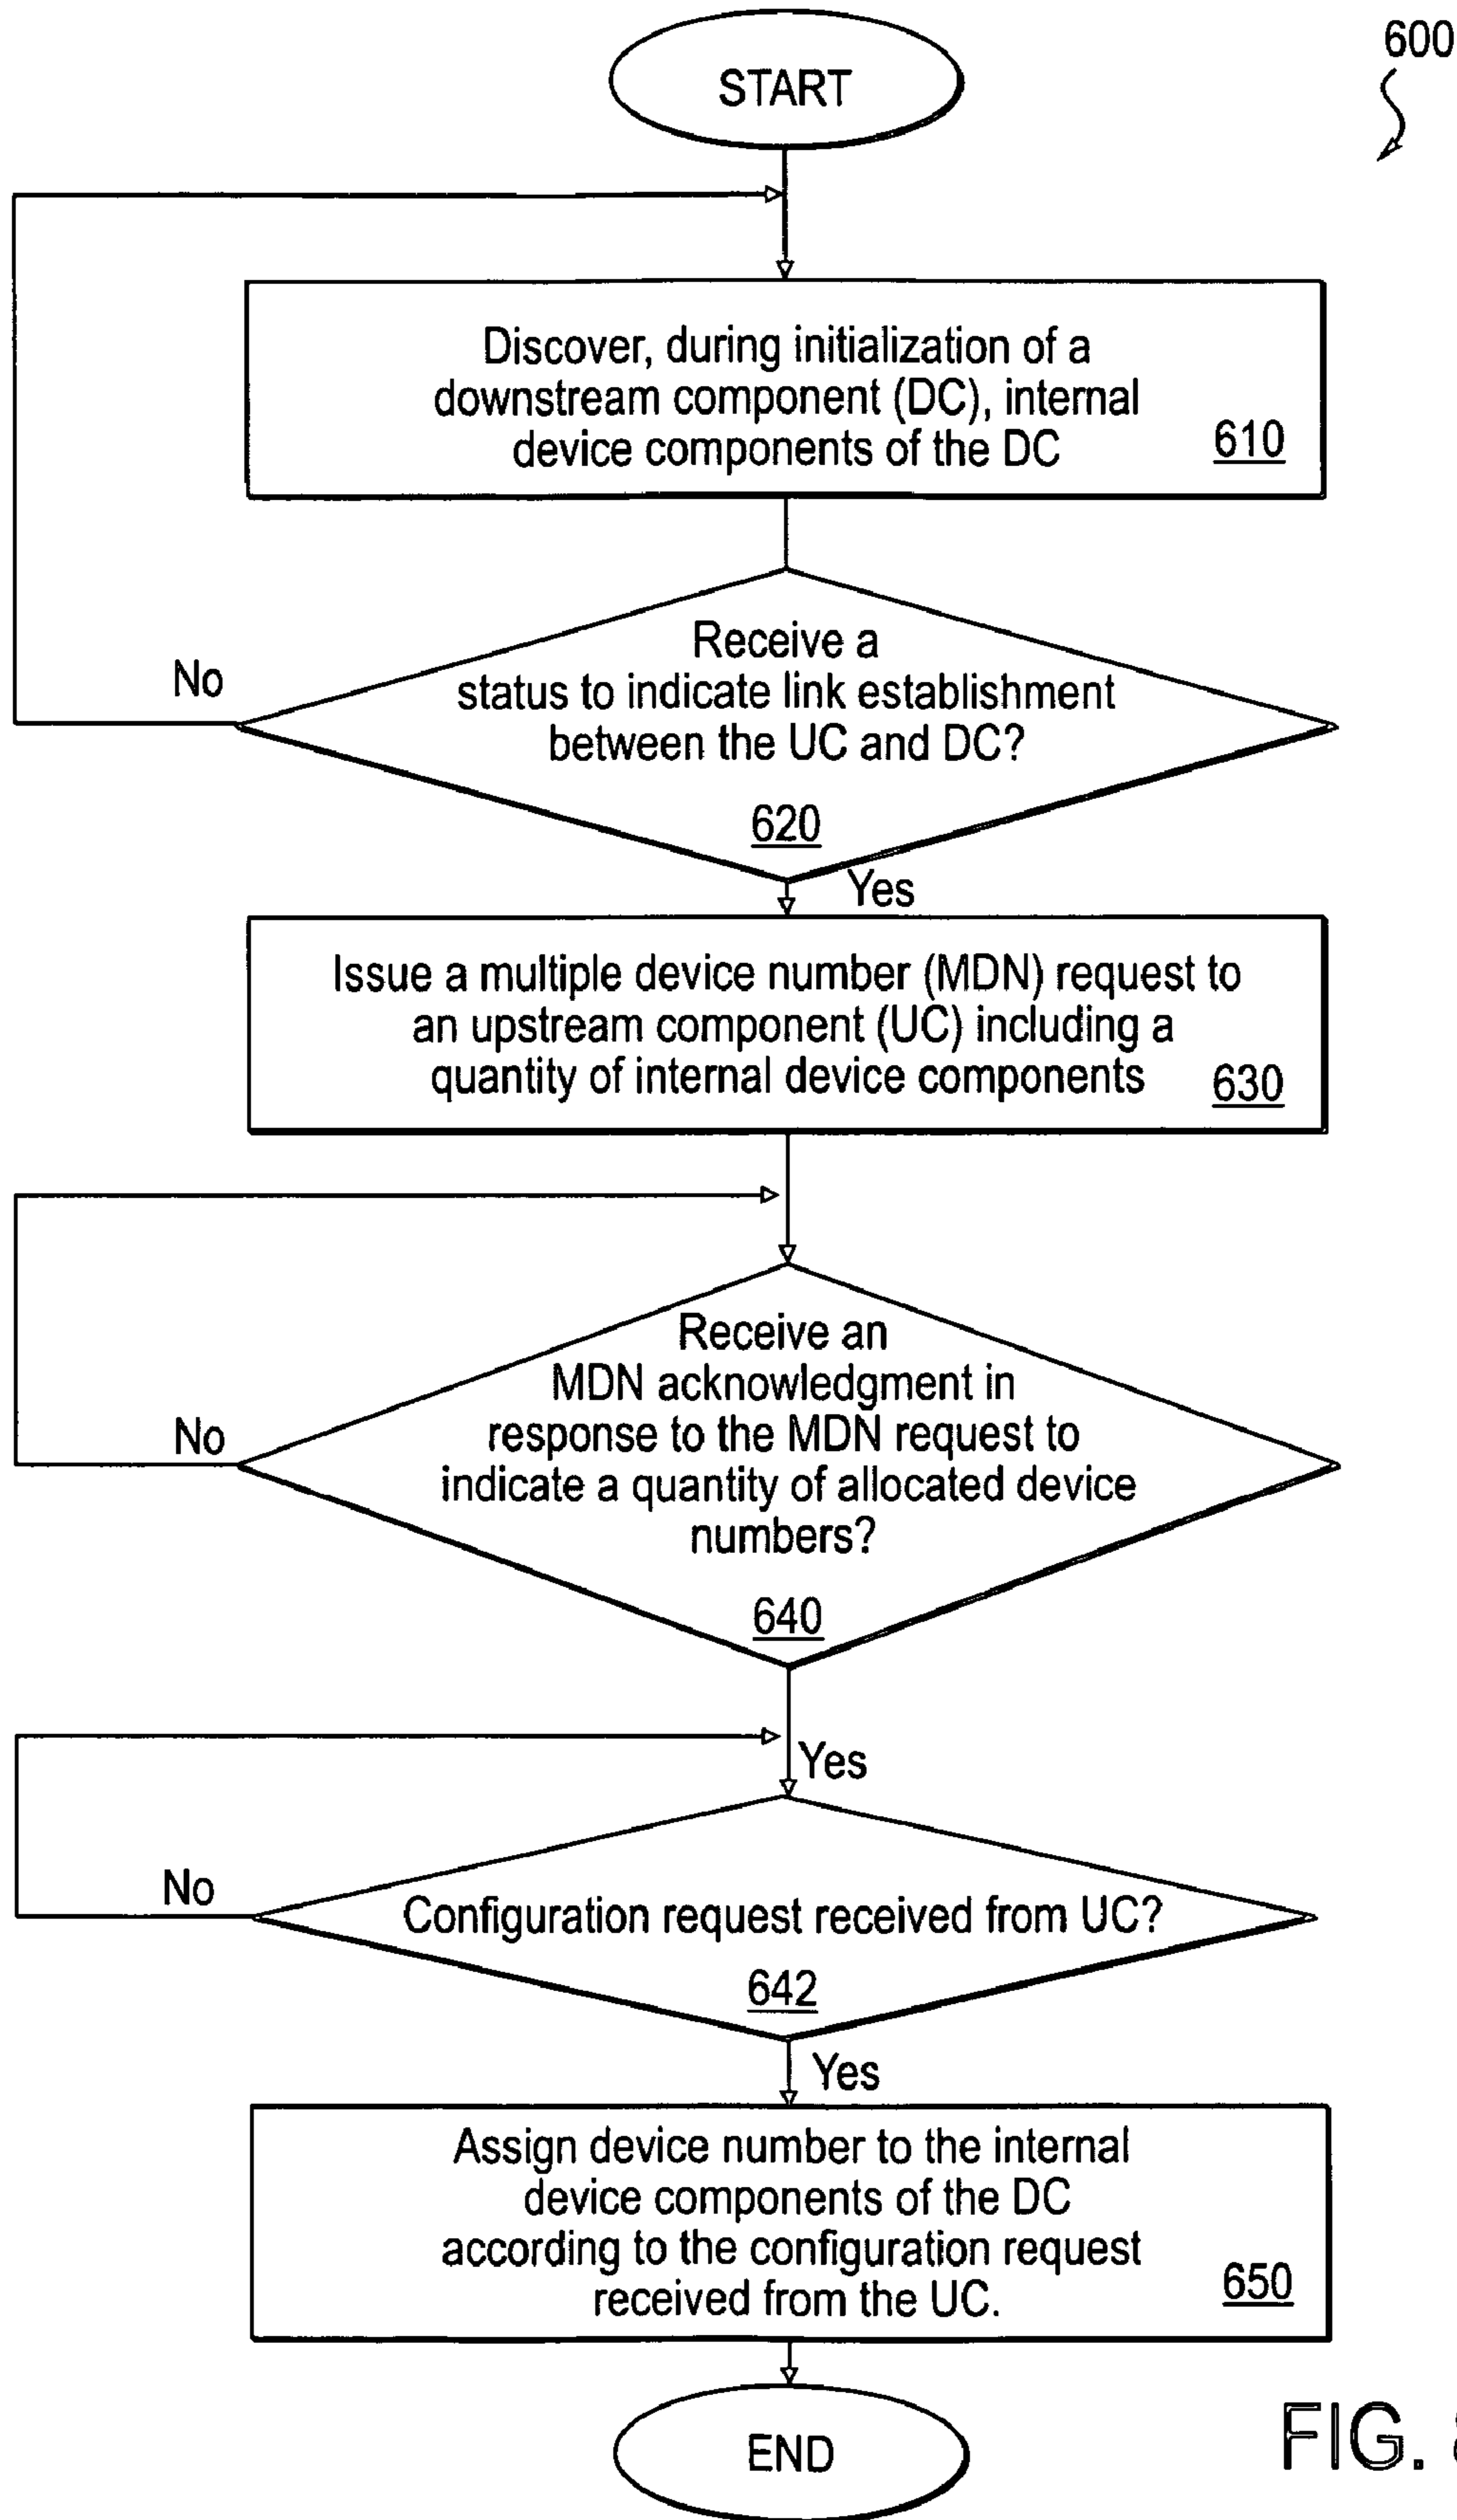 START
600
Discover, during initialization of a
downstream component (DC), internal
device components of the DC
610
No
Receive a
status to indicate link establishment
between the UC and DC?
620
Yes
Issue a multiple device number (MDN) request to
an upstream component (UC) including a
quantity of internal device components
630
Receive an
MDN acknowledgment in
response to the MDN request to
indicate a quantity of allocated device
numbers?
No
640
Yes
No
Configuration request received from UC?
642
Yes
Assign device number to the internal
device components of the DC
according to the configuration request
received from the UC.
650
END
FIG.